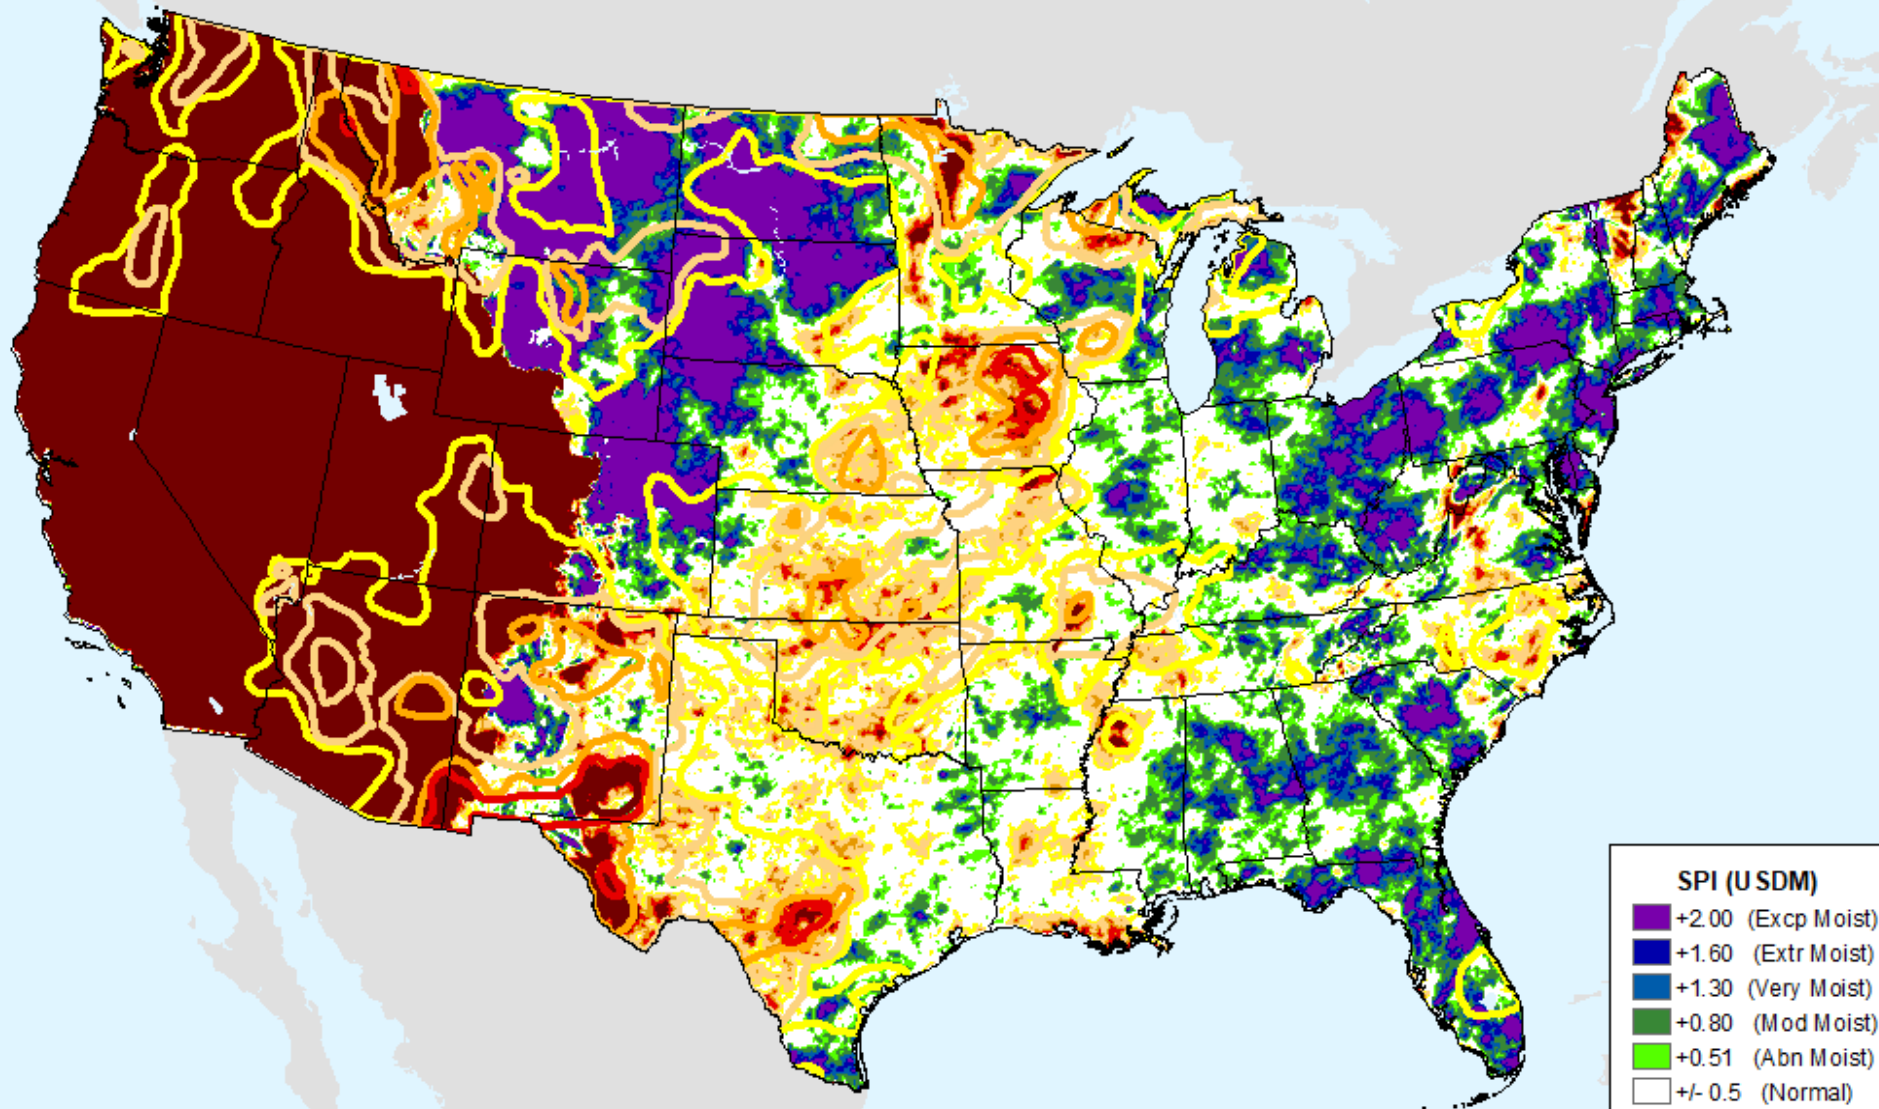 SPI (USDM)
+2.00 (Excp Moist)
+1.60 (Extr Moist)
+1.30 (Very Moist)
+0.80 (Mod Moist)
+0.51 (Abn Moist)
+/- 0.5 (Normal)